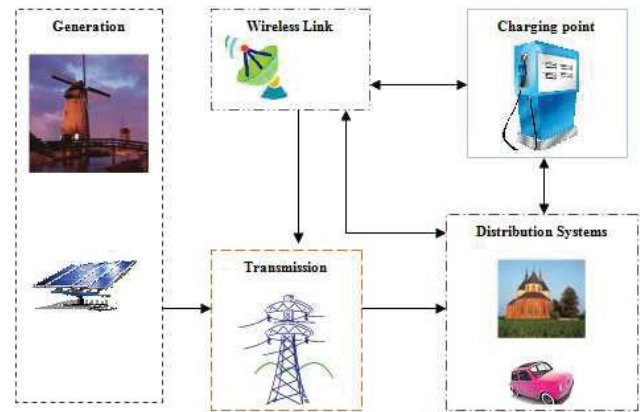 Generation
Wireless Link
Charging point
Transmission
Distribution Systems